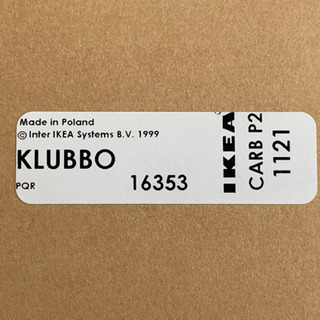 Made in Poland
© Inter IKEA Systems B.V. 1999
KLUBBO
PQR
16353
IKEA
CARB P2
1121